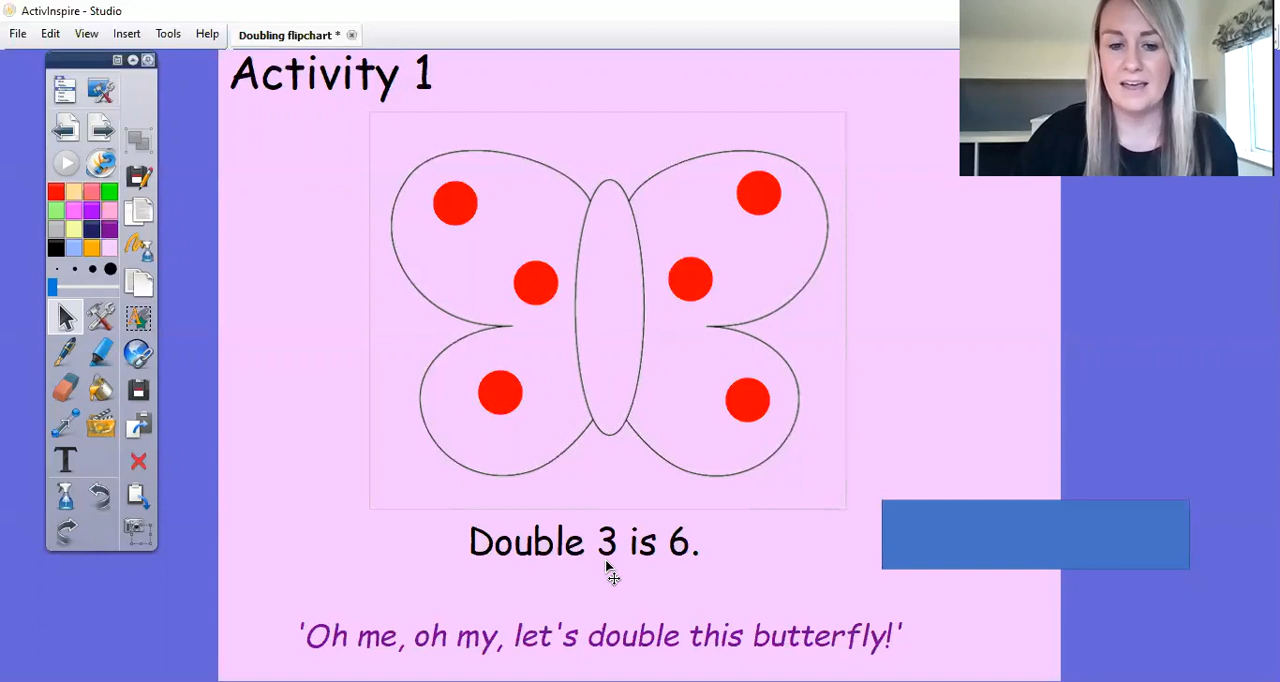 ActivInspire - Studio
File Edit View Insert Tools Help
Doubling flipchart *
Activity 1
T
Double 3 is 6.
'Oh me, oh my, let's double this butterfly!'